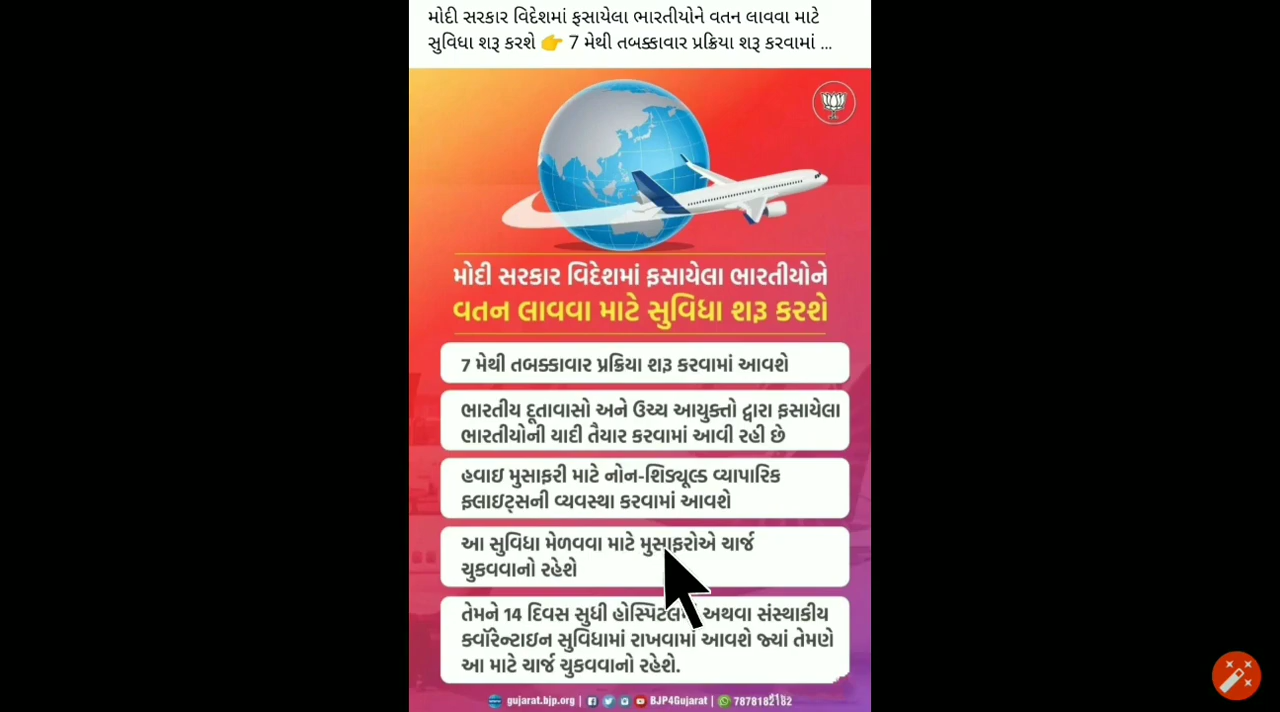 મોદી સરકાર વિદેશમાં ફસાયેલા ભારતીયોને વતન લાવવા માટે
સુવિધા શરૂ કરશે 👉 7 મેથી તબક્કાવાર પ્રક્રિયા શરૂ કરવામાં ...
મોદી સરકાર વિદેશમાં ફસાયેલા ભારતીયોને
વતન લાવવા માટે સુવિધા શરૂ કરશે
7 મેથી તબક્કાવાર પ્રક્રિયા શરૂ કરવામાં આવશે
ભારતીય દૂતાવાસો અને ઉચ્ચ આયુક્તો દ્વારા ફસાયેલા
ભારતીયોની યાદી તૈયાર કરવામાં આવી રહી છે
હવાઇ મુસાફરી માટે નોન-શિડ્યૂલ્ડ વ્યાપારિક
ફ્લાઇટ્સની વ્યવસ્થા કરવામાં આવશે
આ સુવિધા મેળવવા માટે મુસાફરોએ ચાર્જ
ચુકવવાનો રહેશે
તેમને 14 દિવસ સુધી અથવા સંસ્થાકીય
ક્વૉરેન્ટાઇન સુવિધામાં રાખવામાં આવશે જ્યાં તેમણે
આ માટે ચાર્જ ચુકવવાનો રહેશે.
gujarat.bjp.org | BJP4Gujarat |